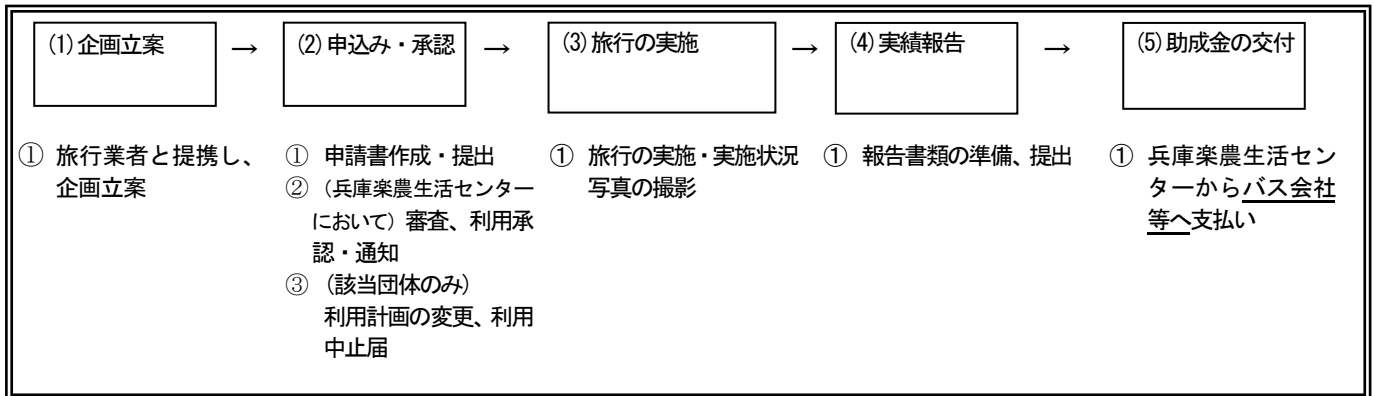 (1)企画立案 → (2)申込み・承認 → (3)旅行の実施 → (4)実績報告 → (5)助成金の交付
① 旅行業者と提携し、
企画立案
① 申請書作成・提出
② (兵庫楽農生活センター
において) 審査、利用承
認・通知
③ (該当団体のみ)
利用計画の変更、利用
中止届
① 旅行の実施・実施状況
写真の撮影
① 報告書類の準備、提出
① 兵庫楽農生活セン
ターからバス会社
等へ支払い